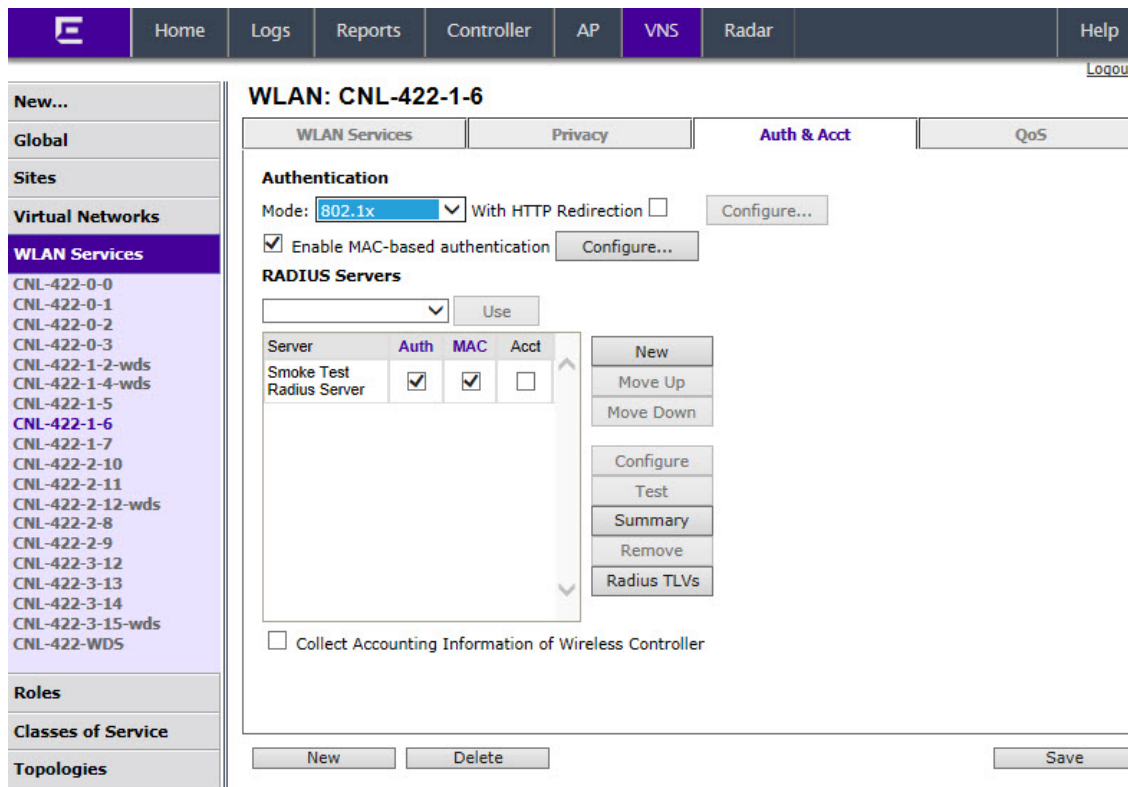 Home Logs Reports Controller AP VNS Radar Help
Logou
New...
Global
Sites
Virtual Networks
WLAN Services
CNL-422-0-0
CNL-422-0-1
CNL-422-0-2
CNL-422-0-3
CNL-422-1-2-wds
CNL-422-1-4-wds
CNL-422-1-5
CNL-422-1-6
CNL-422-1-7
CNL-422-2-10
CNL-422-2-11
CNL-422-2-12-wds
CNL-422-2-8
CNL-422-2-9
CNL-422-3-12
CNL-422-3-13
CNL-422-3-14
CNL-422-3-15-wds
CNL-422-WDS
Roles
Classes of Service
Topologies
WLAN: CNL-422-1-6
WLAN Services Privacy Auth & Acct QoS
Authentication
Mode: 802.1x With HTTP Redirection Configure...
Enable MAC-based authentication Configure...
RADIUS Servers
Use
Server Auth MAC Acct
Smoke Test
Radius Server
New
Move Up
Move Down
Configure
Test
Summary
Remove
Radius TLVs
Collect Accounting Information of Wireless Controller
New Delete Save